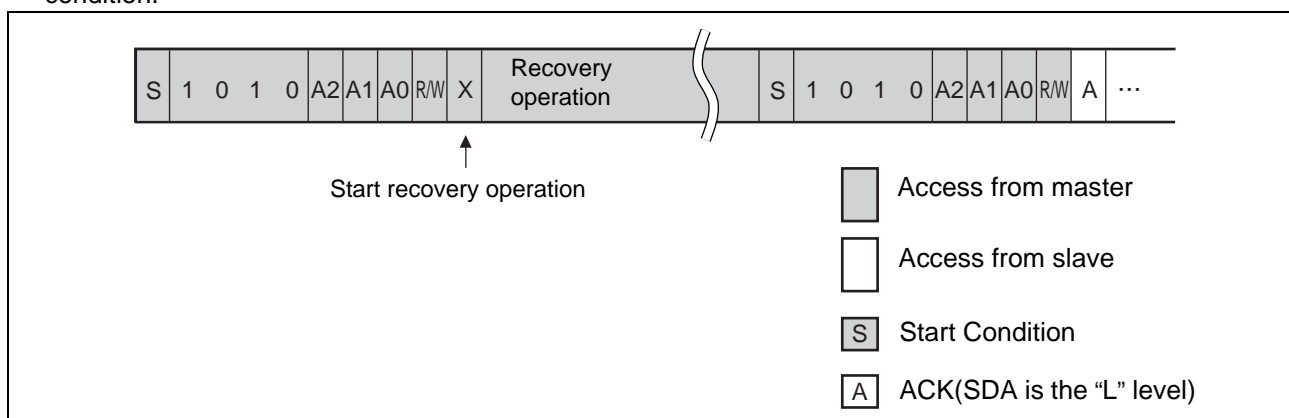 condition.
S 1 0 1 0 A2 A1 A0 R/W X Recovery operation S 1 0 1 0 A2 A1 A0 R/W A ...
Start recovery operation
Access from master
Access from slave
S Start Condition
A ACK(SDA is the “L” level)